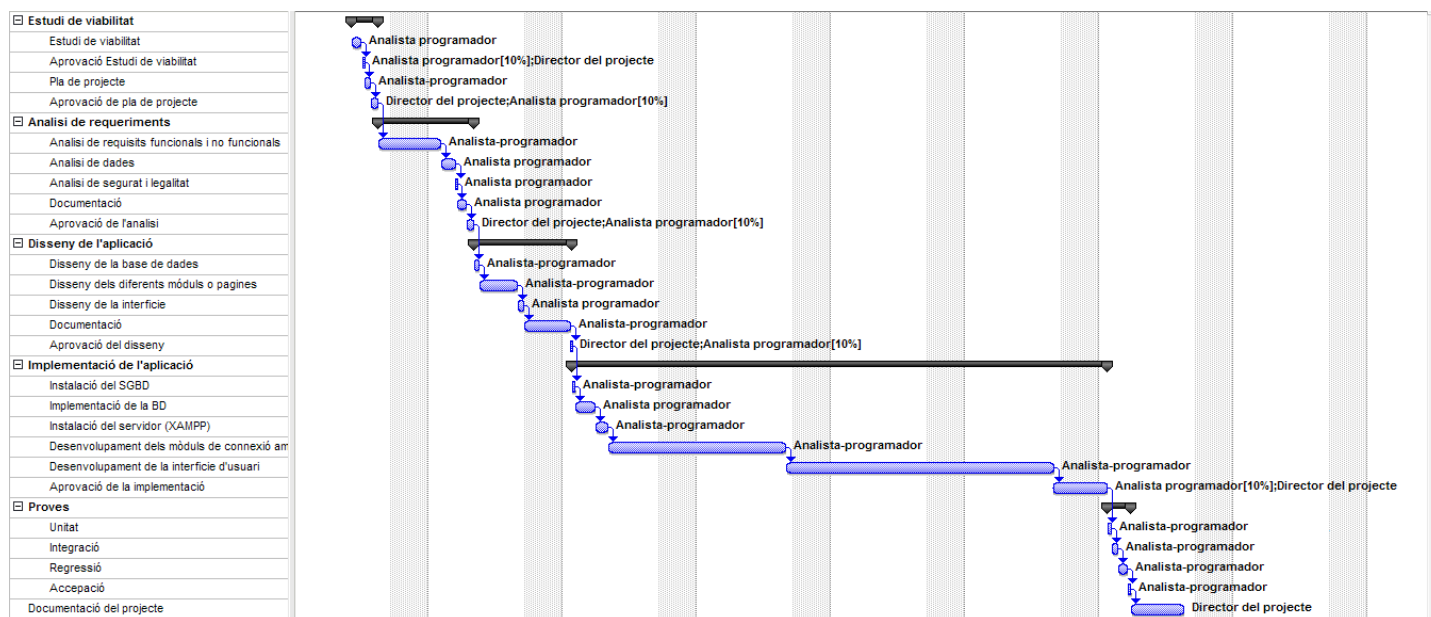 Estudi de viabilitat
Estudi de viabilitat Analista programador
Aprovació Estudi de viabilitat Analista programador[10%];Director del projecte
Pla de projecte Analista-programador
Aprovació de pla de projecte Director del projecte;Analista programador[10%]
Analisi de requeriments
Analisi de requisits funcionals i no funcionals Analista-programador
Analisi de dades Analista programador
Analisi de segurat i legalitat Analista programador
Documentació Analista programador
Aprovació de l'analisi Director del projecte;Analista programador[10%]
Disseny de l'aplicació
Disseny de la base de dades Analista-programador
Disseny dels diferents móduls o pagines Analista-programador
Disseny de la interficie Analista programador
Documentació Analista-programador
Aprovació del disseny Director del projecte;Analista programador[10%]
Implementació de l'aplicació
Instalació del SGBD Analista-programador
Implementació de la BD Analista programador
Instalació del servidor (XAMPP) Analista-programador
Desenvolupament dels mòduls de connexió am Analista-programador
Desenvolupament de la interficie d'usuari Analista-programador
Aprovació de la implementació Analista programador[10%];Director del projecte
Proves
Unitat Analista-programador
Integració Analista-programador
Regressió Analista-programador
Accepació Analista-programador
Documentació del projecte Director del projecte